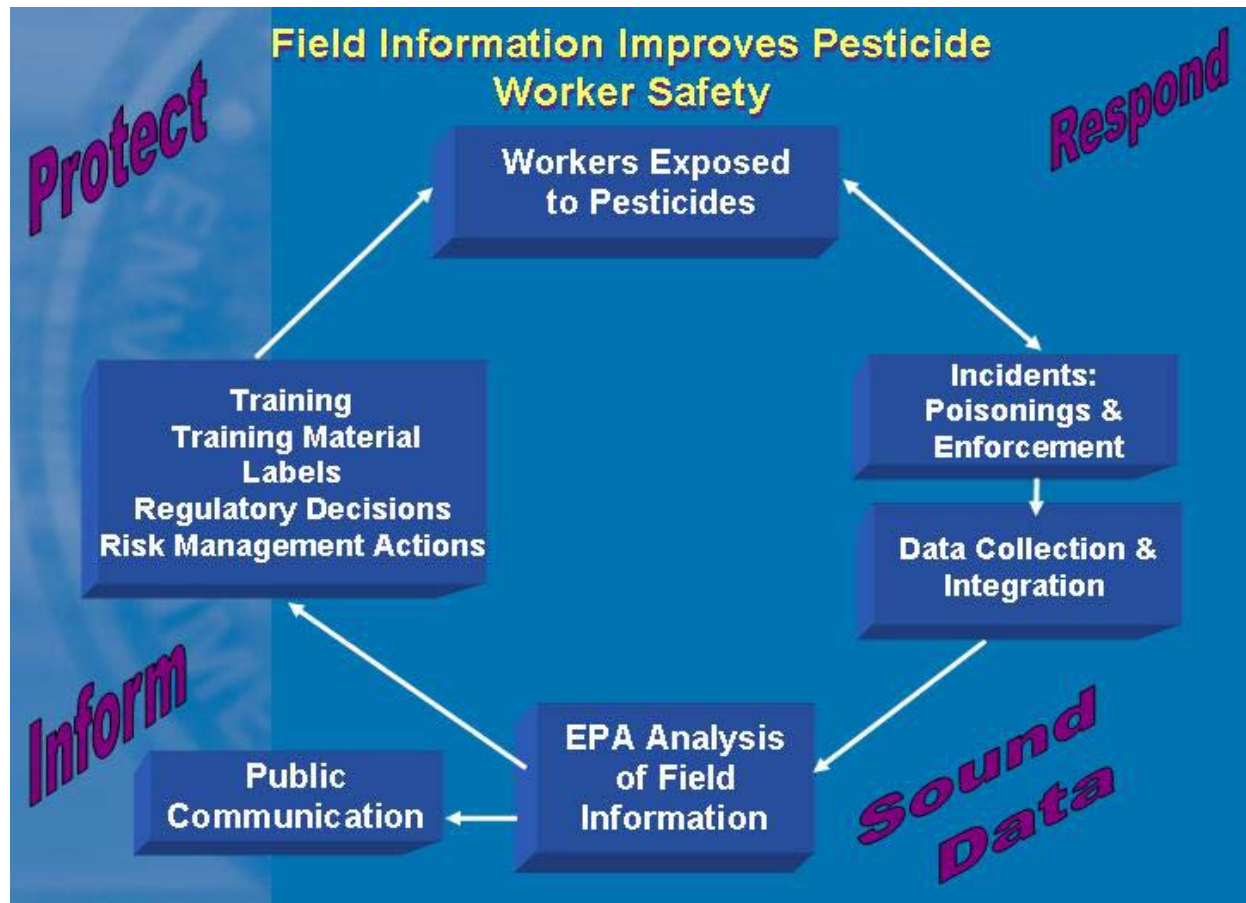 Field Information Improves Pesticide
Worker Safety
Protect
Respond
Workers Exposed
to Pesticides
Incidents:
Poisonings &
Enforcement
Data Collection &
Integration
Training
Training Material
Labels
Regulatory Decisions
Risk Management Actions
EPA Analysis
of Field
Information
Public
Communication
Inform
Sound
Data